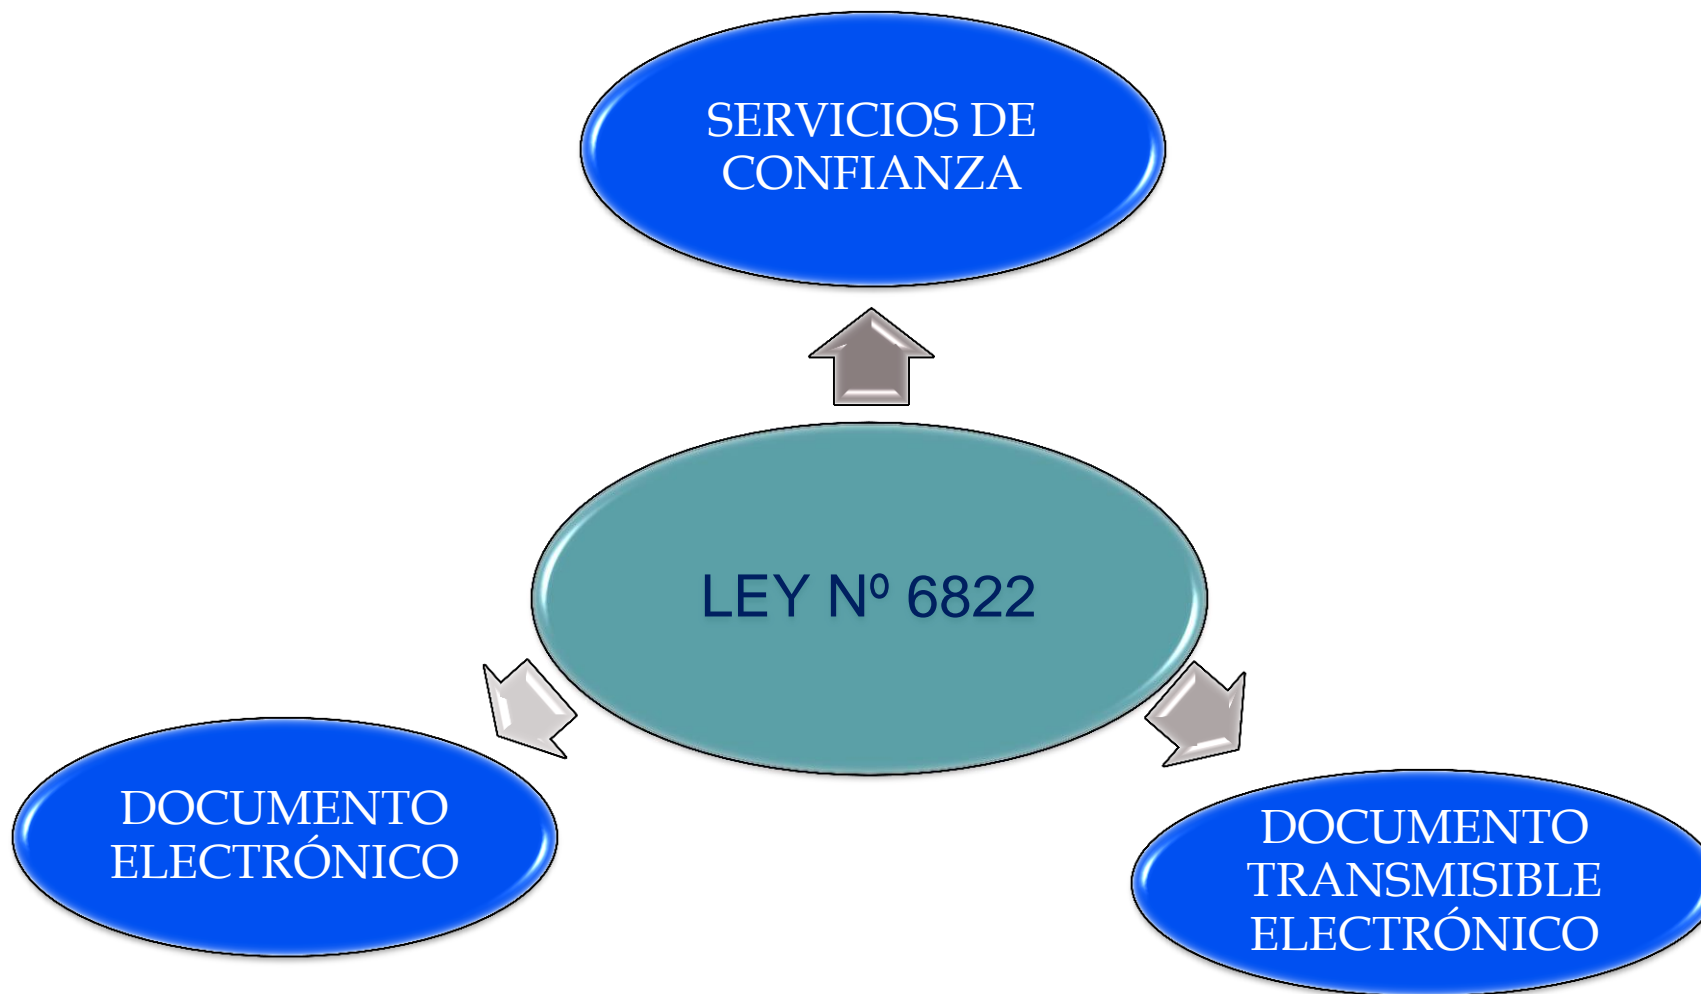 SERVICIOS DE
CONFIANZA
LEY Nº 6822
DOCUMENTO
ELECTRÓNICO
DOCUMENTO
TRANSMISIBLE
ELECTRÓNICO